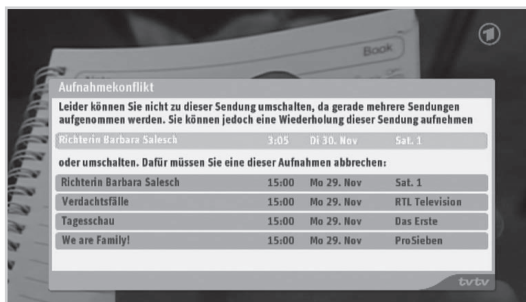 Book
Aufnahmekonflikt
Leider können Sie nicht zu dieser Sendung umschalten, da gerade mehrere Sendungen
aufgenommen werden. Sie können jedoch eine Wiederholung dieser Sendung aufnehmen
Richterin Barbara Salesch 3:05 Di 30. Nov Sat. 1
oder umschalten. Dafür müssen Sie eine dieser Aufnahmen abbrechen:
Richterin Barbara Salesch 15:00 Mo 29. Nov Sat. 1
Verdachtsfälle 15:00 Mo 29. Nov RTL Television
Tagesschau 15:00 Mo 29. Nov Das Erste
We are Family! 15:00 Mo 29. Nov ProSieben
tvtv